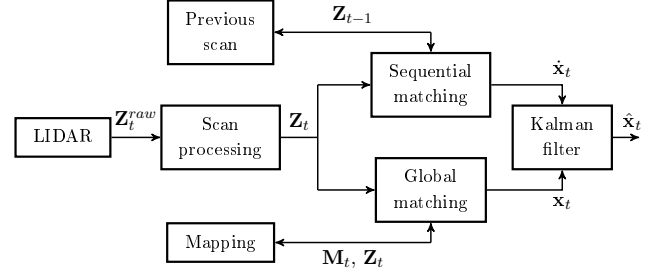 Previous
scan
Z_{t−1}
Sequential
matching
ẋ_t
LIDAR
Z_t^{raw}
Scan
processing
Z_t
Kalman
filter
x̂_t
Global
matching
x_t
Mapping
M_t, Z_t